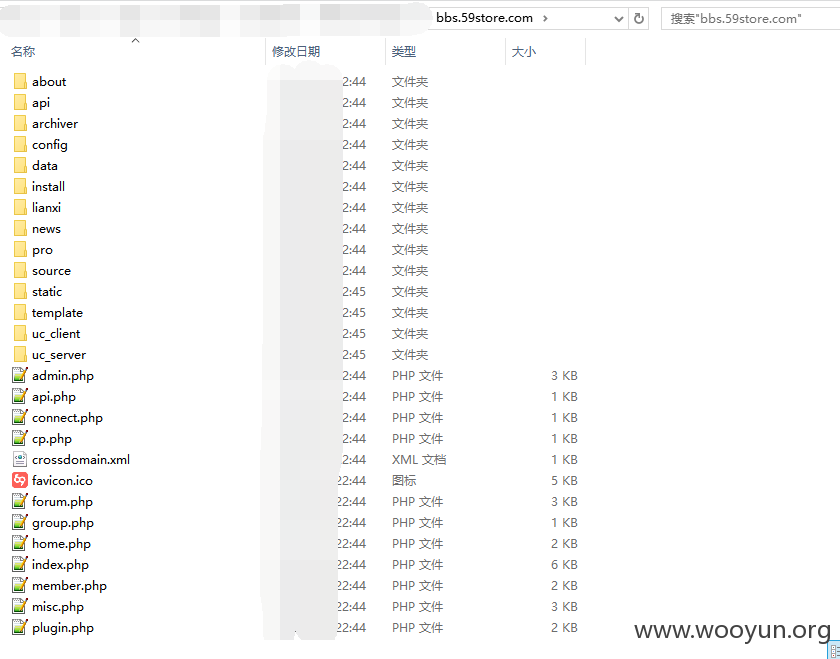 bbs.59store.com
搜索"bbs.59store.com"
名称 修改日期 类型 大小
about 2:44 文件夹
api 2:44 文件夹
archiver 2:44 文件夹
config 2:44 文件夹
data 2:44 文件夹
install 2:44 文件夹
lianxi 2:44 文件夹
news 2:44 文件夹
pro 2:44 文件夹
source 2:44 文件夹
static 2:45 文件夹
template 2:45 文件夹
uc_client 2:45 文件夹
uc_server 2:45 文件夹
admin.php 2:44 PHP 文件 3 KB
api.php 2:44 PHP 文件 1 KB
connect.php 2:44 PHP 文件 1 KB
cp.php 2:44 PHP 文件 1 KB
crossdomain.xml 2:44 XML 文档 1 KB
favicon.ico 22:44 图标 5 KB
forum.php 22:44 PHP 文件 3 KB
group.php 22:44 PHP 文件 1 KB
home.php 22:44 PHP 文件 2 KB
index.php 22:44 PHP 文件 6 KB
member.php 22:44 PHP 文件 2 KB
misc.php 22:44 PHP 文件 3 KB
plugin.php 22:44 PHP 文件 2 KB
www.wooyun.org